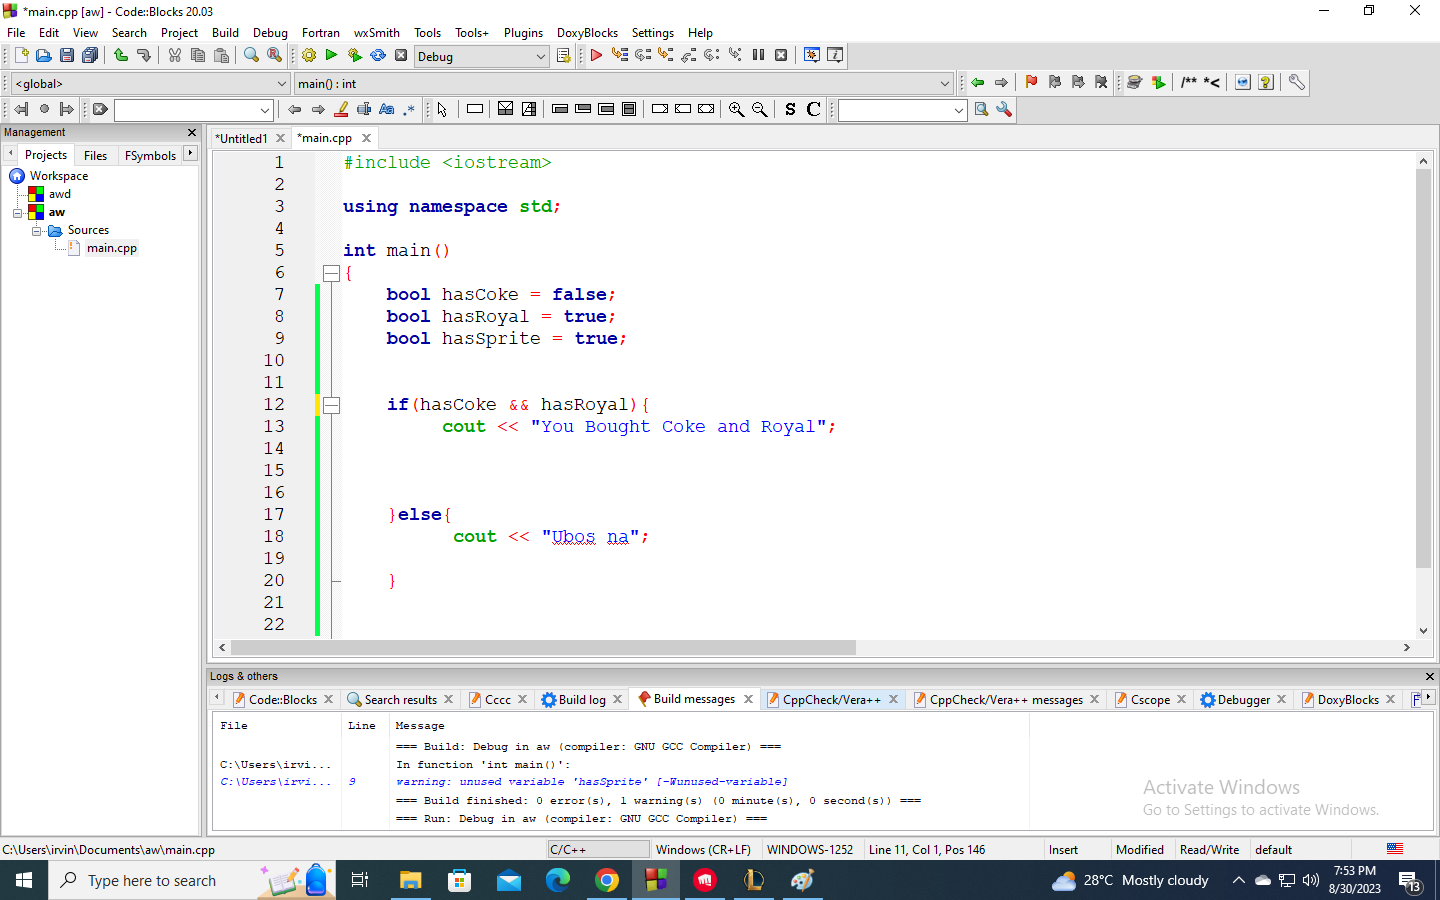 *main.cpp [aw] - Code::Blocks 20.03
File Edit View Search Project Build Debug Fortran wxSmith Tools Tools+ Plugins DoxyBlocks Settings Help
Debug
<global> main() : int
/** *<
S C
Management
*Untitled1 *main.cpp
Projects Files FSymbols
Workspace
awd
aw
Sources
main.cpp
1 #include <iostream>
2
3 using namespace std;
4
5 int main()
6 {
7 bool hasCoke = false;
8 bool hasRoyal = true;
9 bool hasSprite = true;
10
11
12 if(hasCoke && hasRoyal){
13 cout << "You Bought Coke and Royal";
14
15
16
17 }else{
18 cout << "Ubos na";
19
20 }
21
22
Logs & others
Code::Blocks Search results Cccc Build log Build messages CppCheck/Vera++ CppCheck/Vera++ messages Cscope Debugger DoxyBlocks F
File Line Message
=== Build: Debug in aw (compiler: GNU GCC Compiler) ===
C:\Users\irvi... In function 'int main()':
C:\Users\irvi... 9 warning: unused variable 'hasSprite' [-Wunused-variable]
=== Build finished: 0 error(s), 1 warning(s) (0 minute(s), 0 second(s)) ===
=== Run: Debug in aw (compiler: GNU GCC Compiler) ===
Activate Windows
Go to Settings to activate Windows.
C:\Users\irvin\Documents\aw\main.cpp C/C++ Windows (CR+LF) WINDOWS-1252 Line 11, Col 1, Pos 146 Insert Modified Read/Write default
Type here to search
28°C Mostly cloudy
7:53 PM
8/30/2023
13